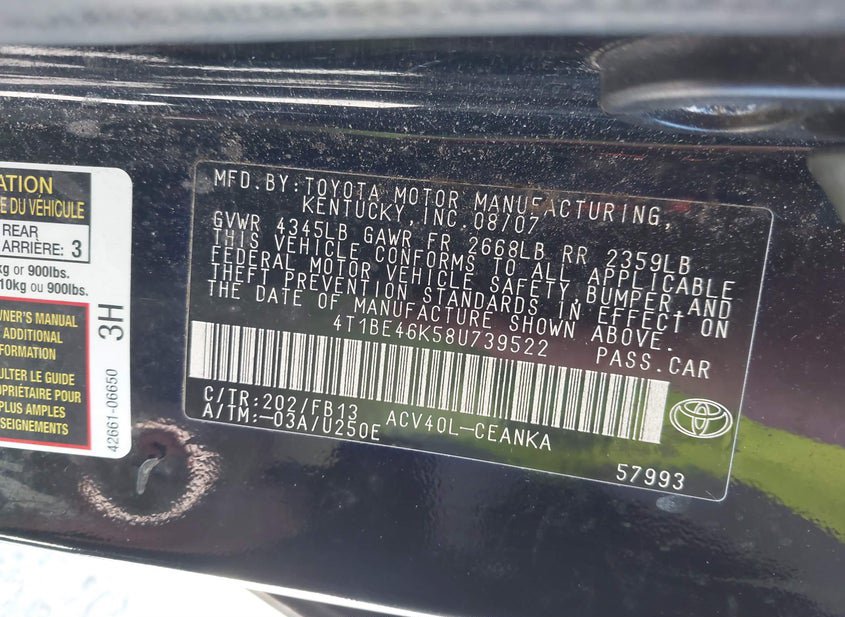 ATION
E DU VÉHICULE
REAR
ARRIÈRE: 3
kg or 900lbs.
10kg ou 900lbs.
NER'S MANUAL
ADDITIONAL
FORMATION
ULTER LE GUIDE
OPRIÉTAIRE POUR
PLUS AMPLES
SEIGNEMENTS
3H
42661-06650
MFD.BY:TOYOTA MOTOR MANUFACTURING,
KENTUCKY,INC.08/07
GVWR 4345LB GAWR FR 2668LB RR 2359LB
THIS VEHICLE CONFORMS TO ALL APPLICABLE
FEDERAL MOTOR VEHICLE SAFETY,BUMPER,AND
THEFT PREVENTION STANDARDS IN EFFECT ON
THE DATE OF MANUFACTURE SHOWN ABOVE.
4T1BE46K58U739522 PASS.CAR
C/TR:202/FB13 ACV40L-CEANKA
A/TM:-03A/U250E
57993